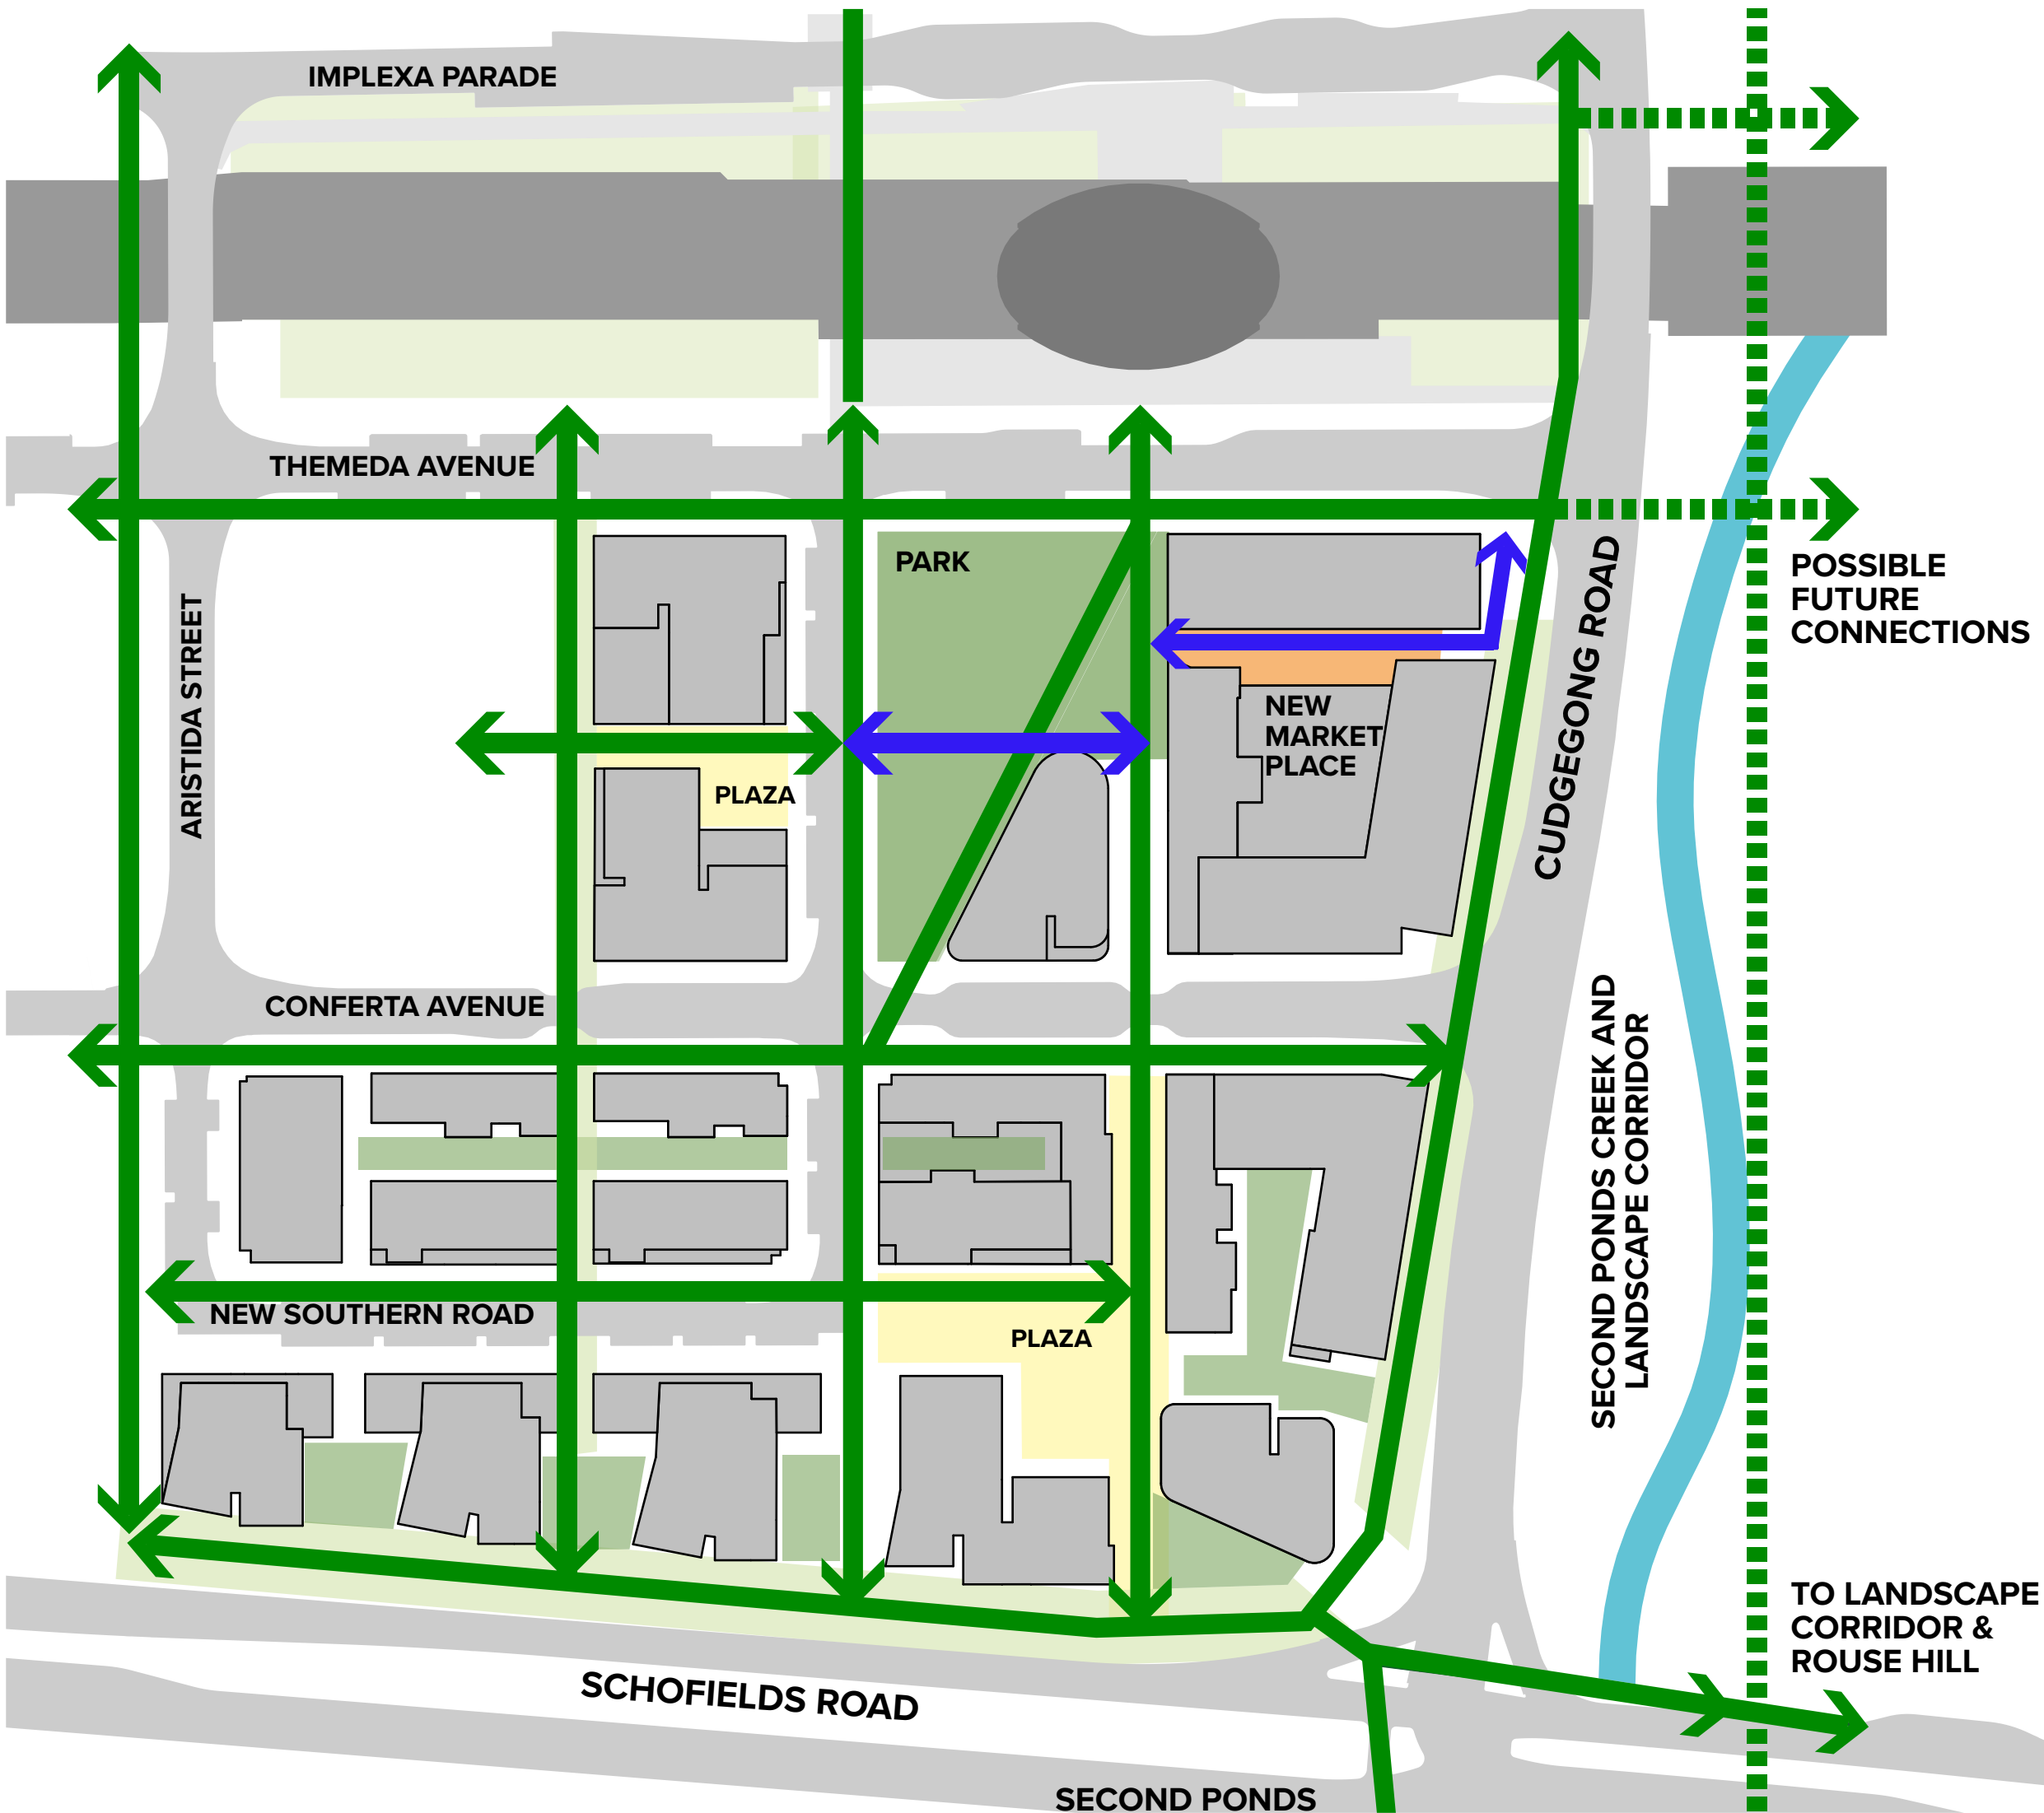 IMPLEXA PARADE
THEMEDA AVENUE
PARK
POSSIBLE
FUTURE
CONNECTIONS
ARISTIDA STREET
CUDGEGONG ROAD
NEW
MARKET
PLACE
PLAZA
CONFERTA AVENUE
SECOND PONDS CREEK AND
LANDSCAPE CORRIDOR
NEW SOUTHERN ROAD
PLAZA
TO LANDSCAPE
CORRIDOR &
ROUSE HILL
SCHOFIELDS ROAD
SECOND PONDS